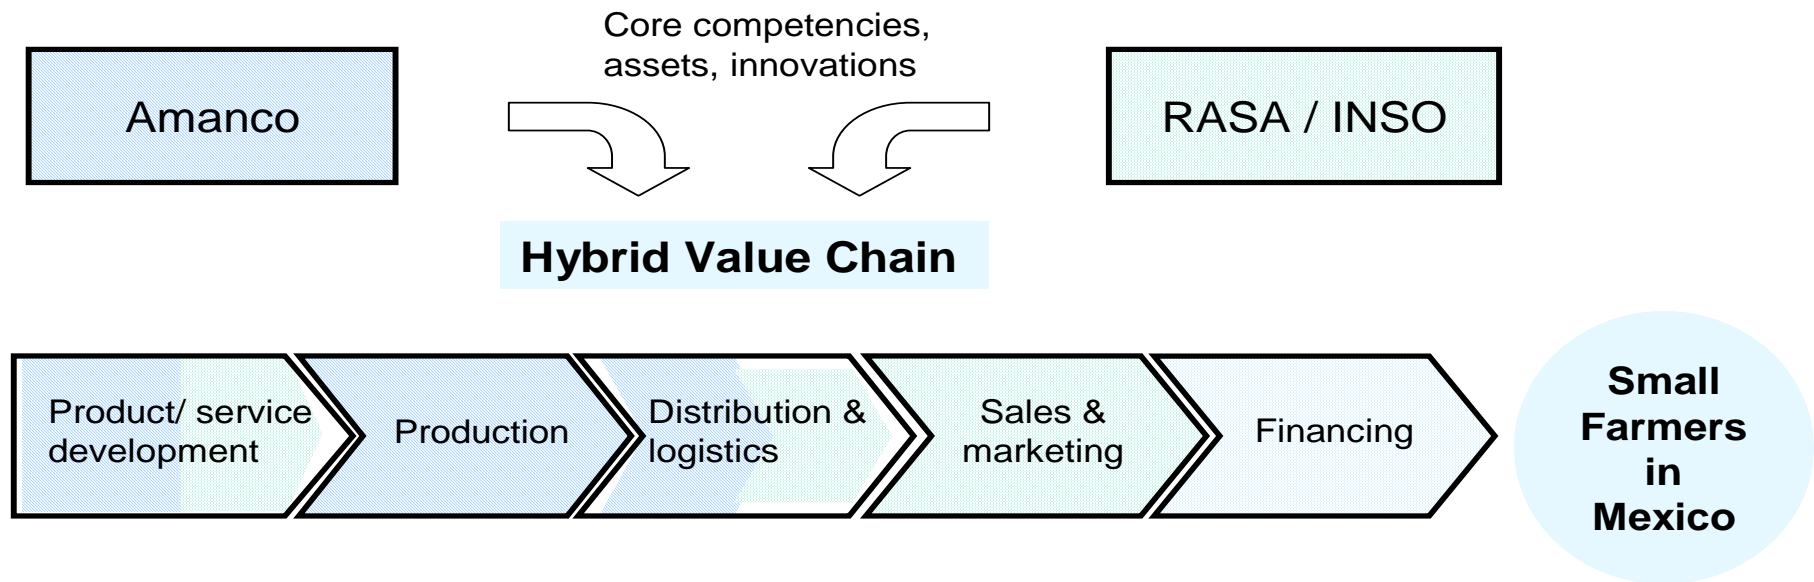 Core competencies,
assets, innovations
Amanco
RASA / INSO
Hybrid Value Chain
Product/ service
development
Production
Distribution &
logistics
Sales &
marketing
Financing
Small
Farmers
in
Mexico